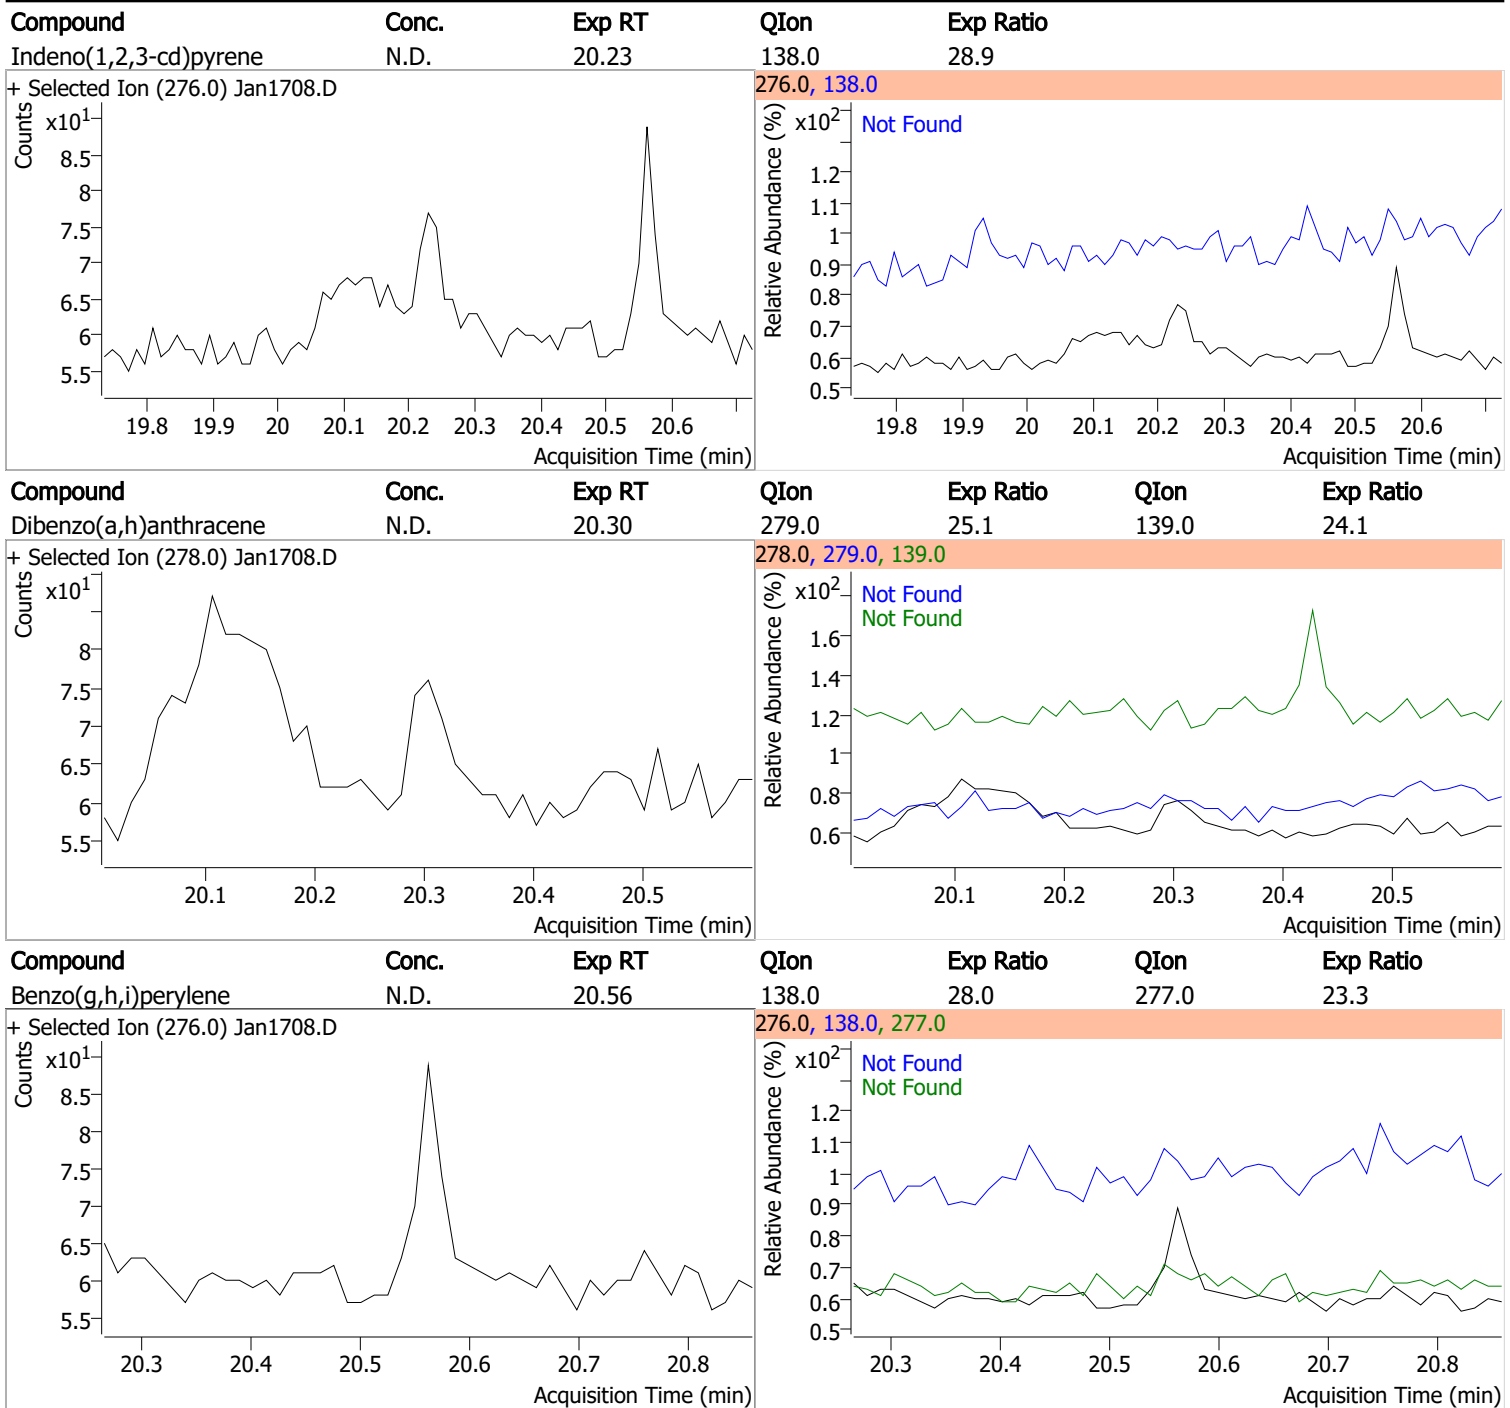 Compound Conc. Exp RT QIon Exp Ratio
Indeno(1,2,3-cd)pyrene N.D. 20.23 138.0 28.9
+ Selected Ion (276.0) Jan1708.D
Counts
x10¹
8.5
8
7.5
7
6.5
6
5.5
19.8 19.9 20 20.1 20.2 20.3 20.4 20.5 20.6
Acquisition Time (min)
276.0, 138.0
Relative Abundance (%)
x10²
Not Found
1.2
1.1
1
0.9
0.8
0.7
0.6
0.5
19.8 19.9 20 20.1 20.2 20.3 20.4 20.5 20.6
Acquisition Time (min)
Compound Conc. Exp RT QIon Exp Ratio QIon Exp Ratio
Dibenzo(a,h)anthracene N.D. 20.30 279.0 25.1 139.0 24.1
+ Selected Ion (278.0) Jan1708.D
Counts
x10¹
8
7.5
7
6.5
6
5.5
20.1 20.2 20.3 20.4 20.5
Acquisition Time (min)
278.0, 279.0, 139.0
Relative Abundance (%)
x10²
Not Found
Not Found
1.6
1.4
1.2
1
0.8
0.6
20.1 20.2 20.3 20.4 20.5
Acquisition Time (min)
Compound Conc. Exp RT QIon Exp Ratio QIon Exp Ratio
Benzo(g,h,i)perylene N.D. 20.56 138.0 28.0 277.0 23.3
+ Selected Ion (276.0) Jan1708.D
Counts
x10¹
8.5
8
7.5
7
6.5
6
5.5
20.3 20.4 20.5 20.6 20.7 20.8
Acquisition Time (min)
276.0, 138.0, 277.0
Relative Abundance (%)
x10²
Not Found
Not Found
1.2
1.1
1
0.9
0.8
0.7
0.6
0.5
20.3 20.4 20.5 20.6 20.7 20.8
Acquisition Time (min)